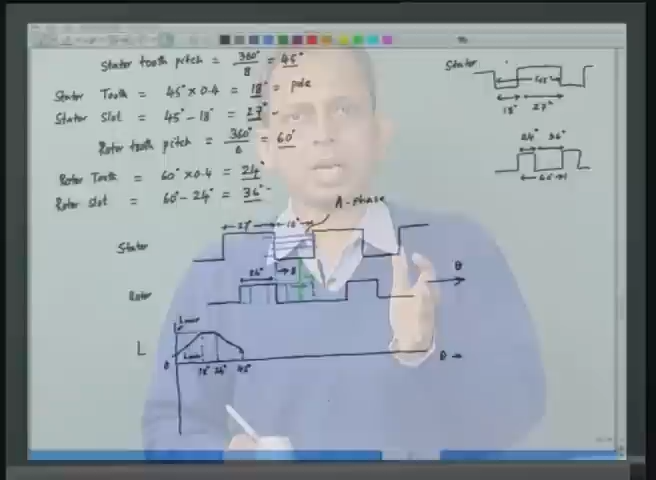 Stator tooth pitch = 360°/8 = 45°
Stator Tooth = 45° x 0.4 = 18° = pole
Stator Slot = 45° - 18° = 27°
Rotor tooth pitch = 360°/6 = 60°
Rotor Tooth = 60° x 0.4 = 24°
Rotor Slot = 60° - 24° = 36°
Stator
45°
18° 27°
24° 36°
60°
A-phase
27° 18°
Stator
24° θ
θ
Rotor
Lmax
L
Lmin
0 18° 24°
θ